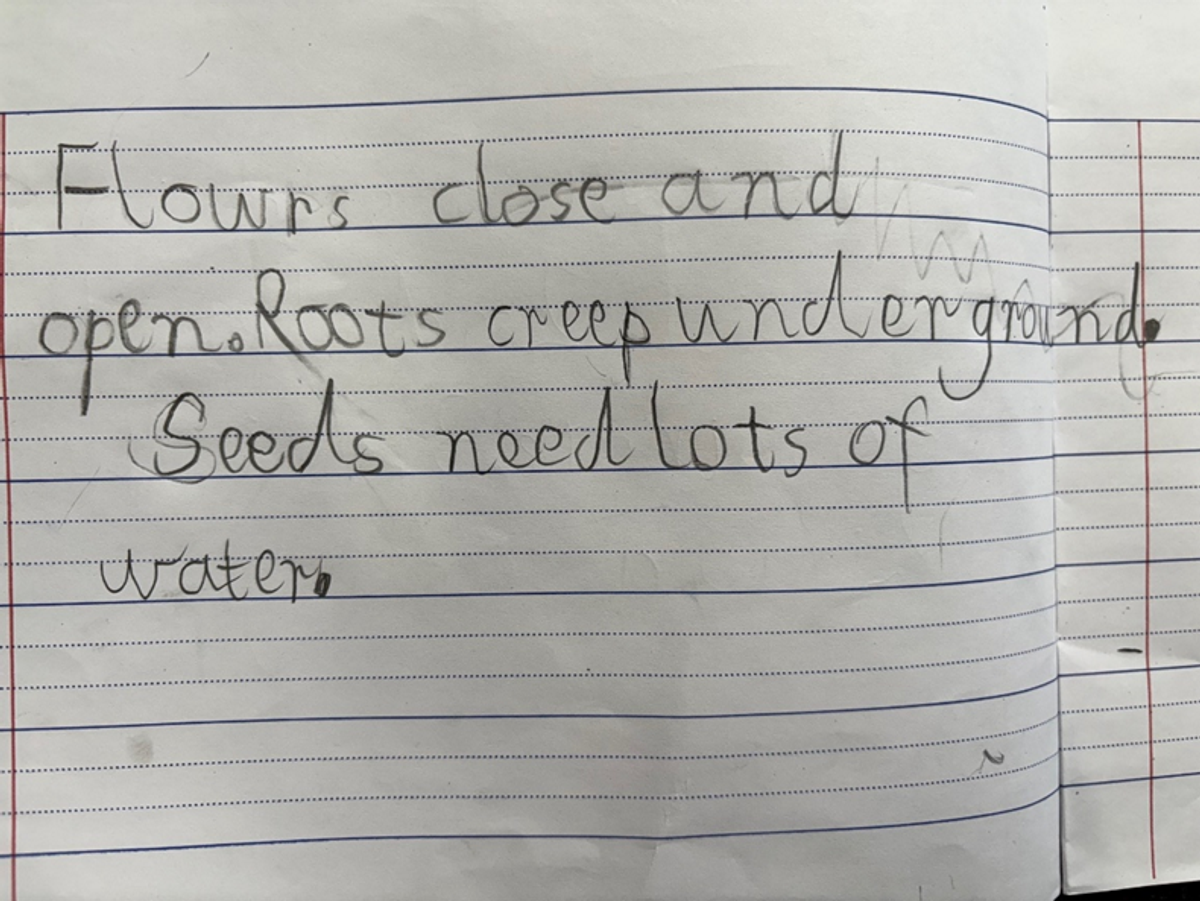 Flowrs close and
open. Roots creep underground.
Seeds need lots of
water.